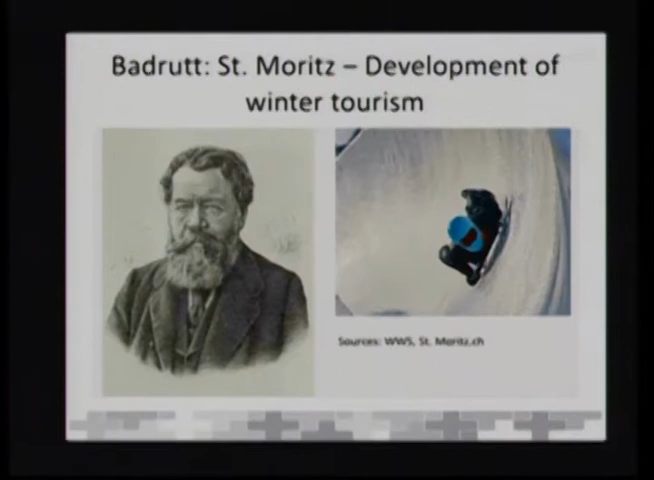 Badrutt: St. Moritz – Development of
winter tourism
Sources: WWS, St. Moritz.ch